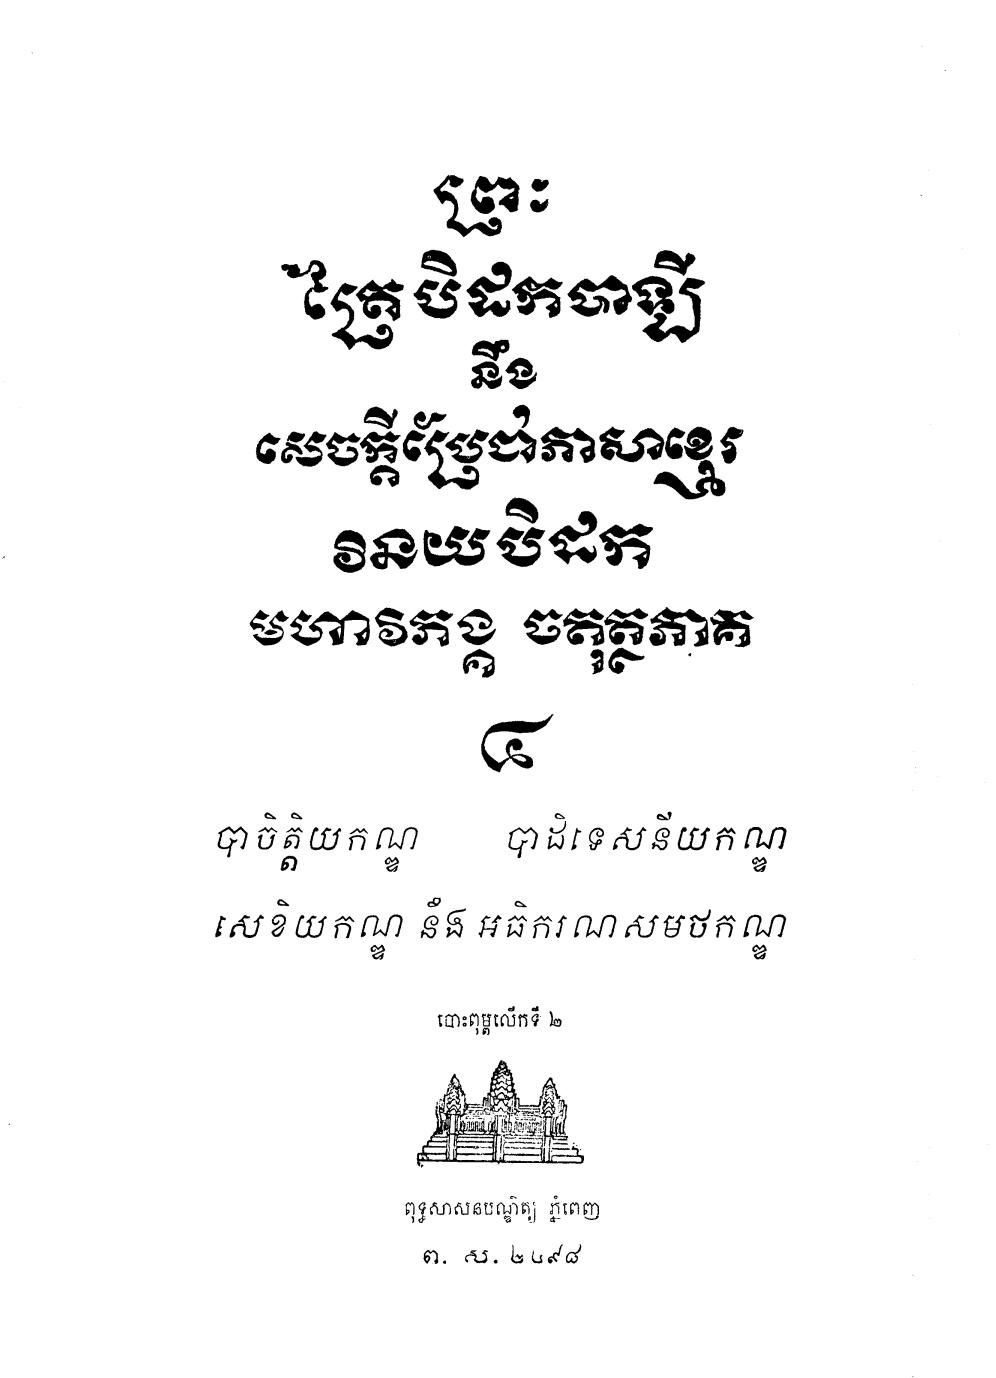 ព្រះ
ត្រៃបិដកបាឡី
នឹង
សេចក្ដីប្រែជាភាសាខ្មែរ
វិនយបិដក
មហាវិភង្គ ចតុត្ថភាគ
៤
បាចិត្តិយកណ្ឌ បាដិទេសនីយកណ្ឌ
សេខិយកណ្ឌ នឹង អធិករណសមថកណ្ឌ
បោះពុម្ពលើកទី ២
ពុទ្ធសាសនបណ្ឌិត្យ ភ្នំពេញ
ព. ស. ២៤៩៨